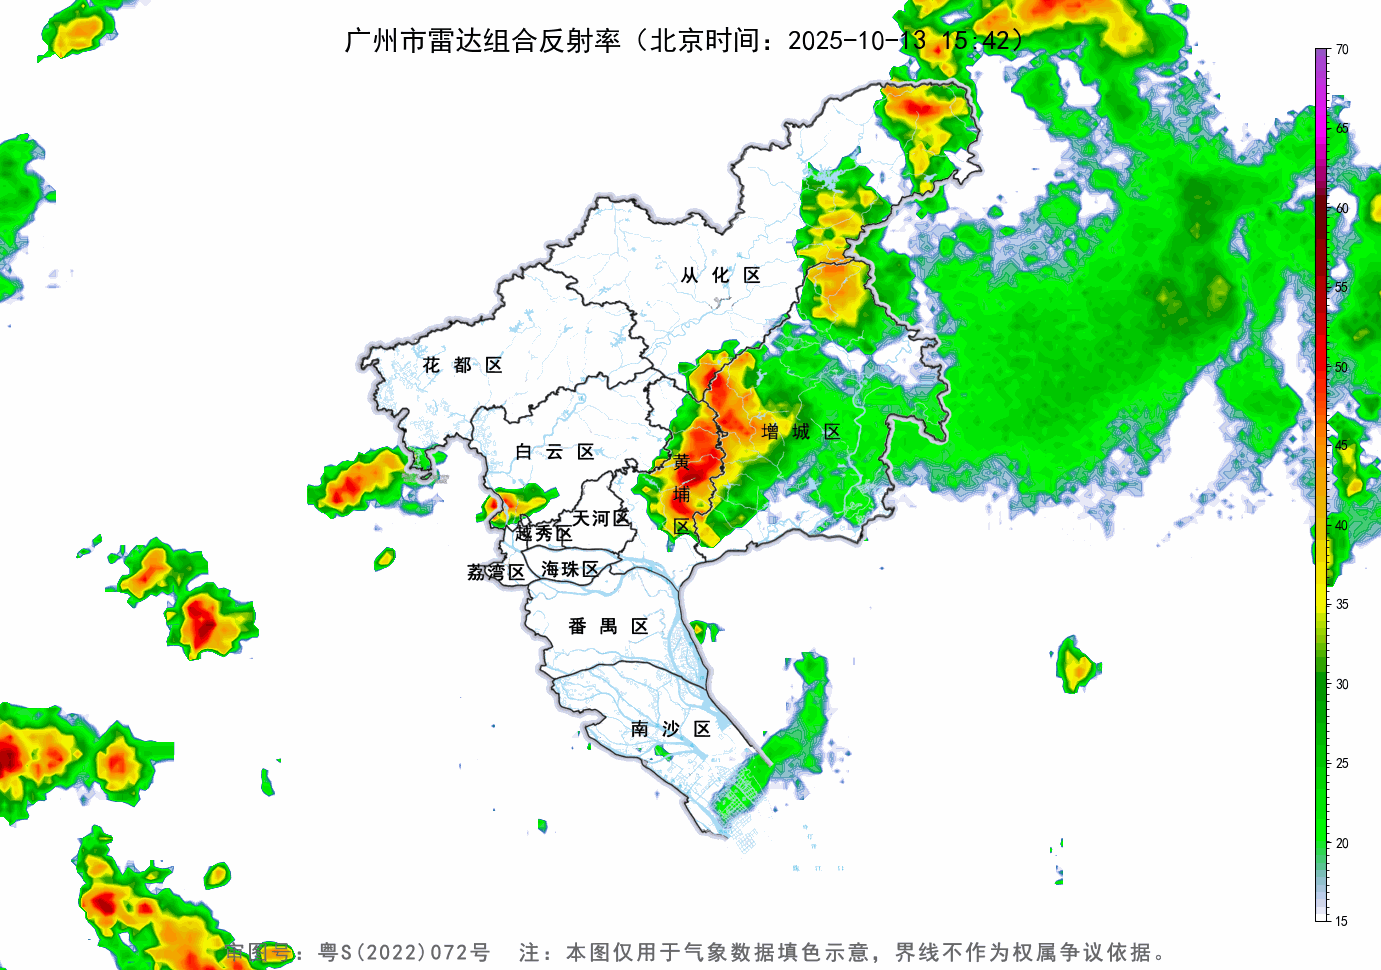 广州市雷达组合反射率（北京时间：2025-10-13 15:42）
70
65
60
55
50
45
40
35
30
25
20
15
从化区
花都区
增城区
白云区
黄埔区
天河区
越秀区
荔湾区
海珠区
番禺区
南沙区
审图号：粤S(2022)072号 注：本图仅用于气象数据填色示意，界线不作为权属争议依据。